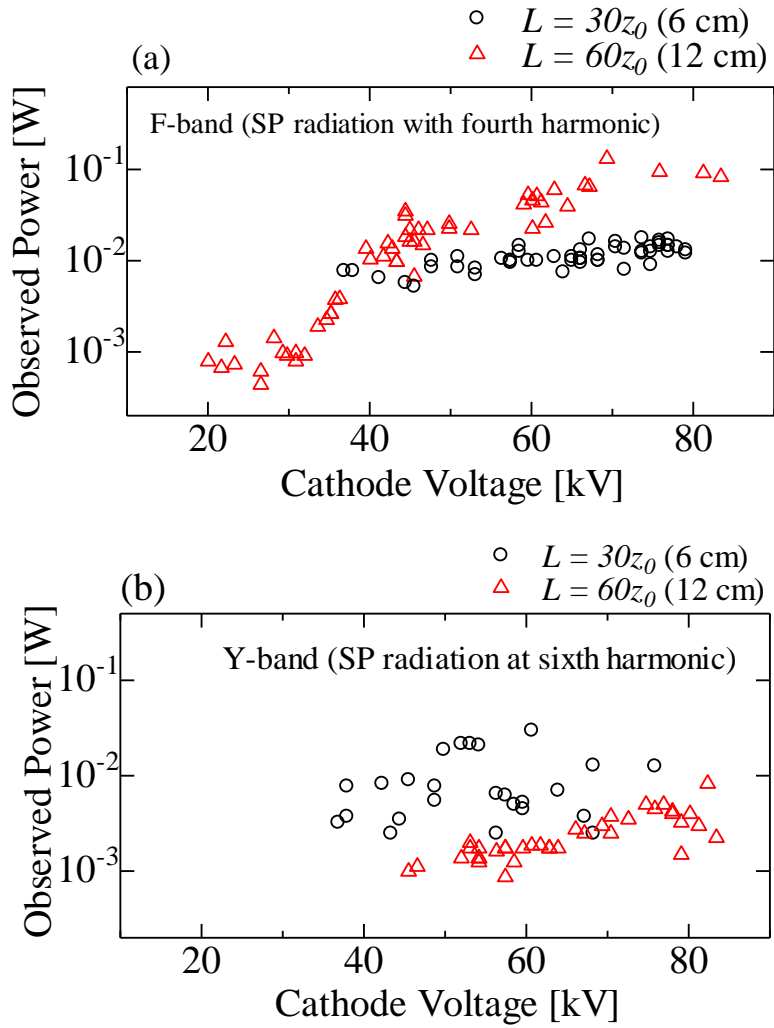 L = 30z0 (6 cm)
L = 60z0 (12 cm)
(a)
F-band (SP radiation with fourth harmonic)
Observed Power [W]
10-1
10-2
10-3
20 40 60 80
Cathode Voltage [kV]
L = 30z0 (6 cm)
L = 60z0 (12 cm)
(b)
Y-band (SP radiation at sixth harmonic)
Observed Power [W]
10-1
10-2
10-3
20 40 60 80
Cathode Voltage [kV]